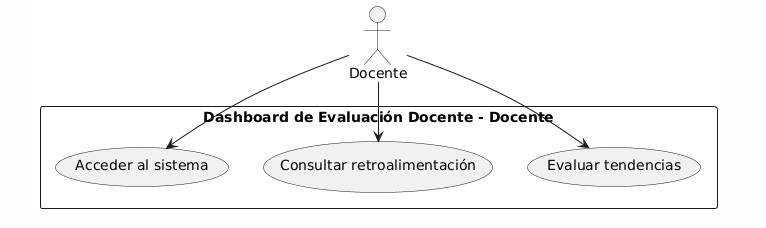 Docente
Dashboard de Evaluación Docente - Docente
Acceder al sistema
Consultar retroalimentación
Evaluar tendencias